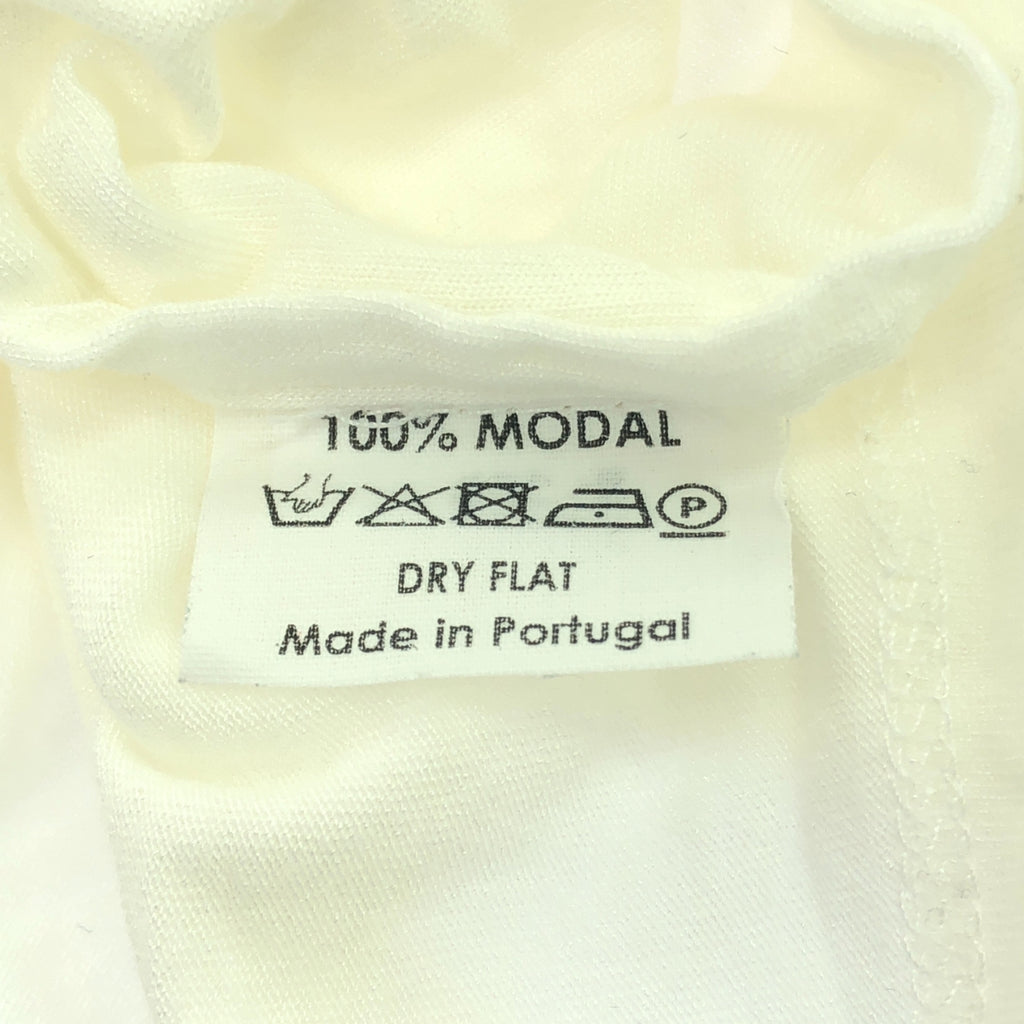 100% MODAL
P
DRY FLAT
Made in Portugal